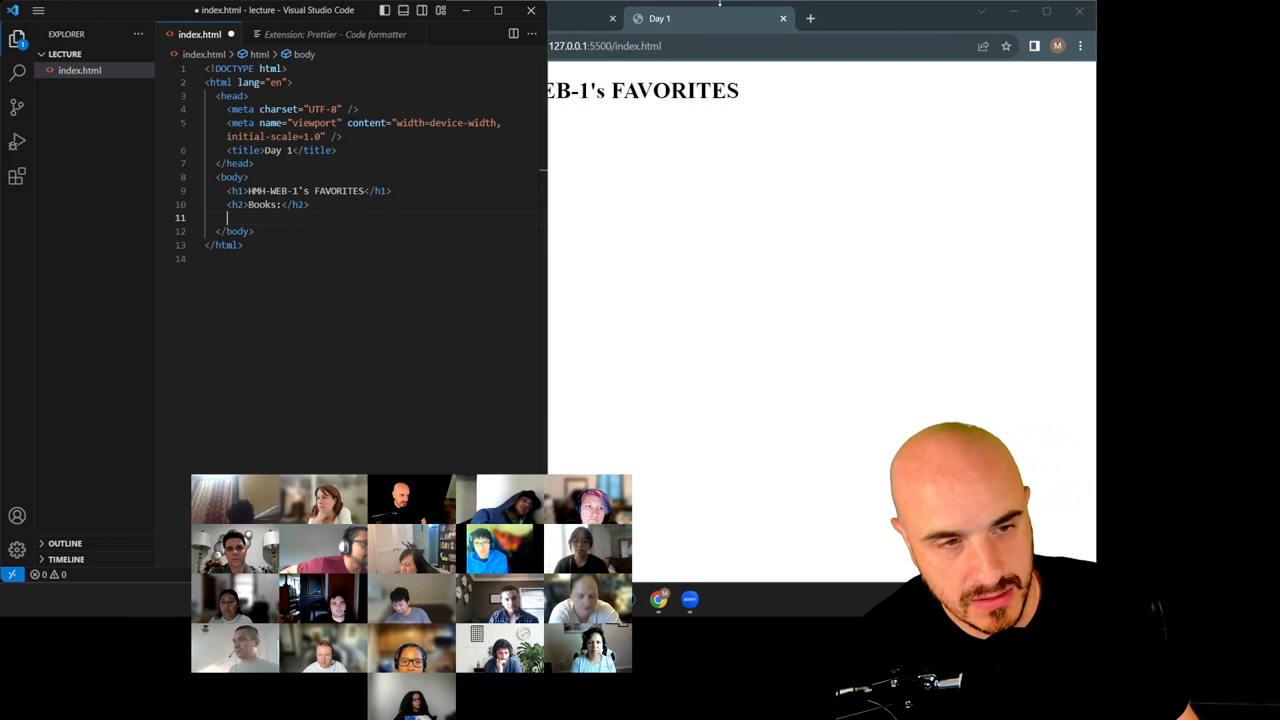 ● index.html - lecture - Visual Studio Code
EXPLORER
LECTURE
index.html
index.html
Extension: Prettier - Code formatter
index.html > html > body
1 <!DOCTYPE html>
2 <html lang="en">
3 <head>
4 <meta charset="UTF-8" />
5 <meta name="viewport" content="width=device-width,
initial-scale=1.0" />
6 <title>Day 1</title>
7 </head>
8 <body>
9 <h1>HMH-WEB-1's FAVORITES</h1>
10 <h2>Books:</h2>
11
12 </body>
13 </html>
14
OUTLINE
TIMELINE
0 0
1
Day 1
127.0.0.1:5500/index.html
M
EB-1's FAVORITES
M
zoom